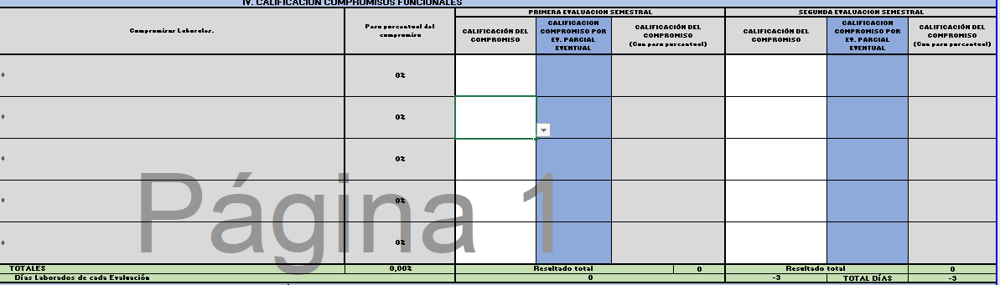 IV. CALIFICACIÓN COMPROMISOS FUNCIONALES
PRIMERA EVALUACION SEMESTRAL
SEGUNDA EVALUACION SEMESTRAL
Compromisos Laborales.
Peso porcentual del
compromiso
CALIFICACIÓN DEL
COMPROMISO
CALIFICACIÓN
COMPROMISO POR
EV. PARCIAL
EVENTUAL
CALIFICACIÓN DEL
COMPROMISO
(Con peso porcentual)
CALIFICACIÓN DEL
COMPROMISO
CALIFICACIÓN
COMPROMISO POR
EV. PARCIAL
EVENTUAL
CALIFICACIÓN DEL
COMPROMISO
(Con peso porcentual)
0 0%
0 0%
0 0%
0 0%
0 0%
Página 1
TOTALES 0,00% Resultado total 0 Resultado total 0
Días Laborados de cada Evaluación 0 -3 TOTAL DÍAS -3